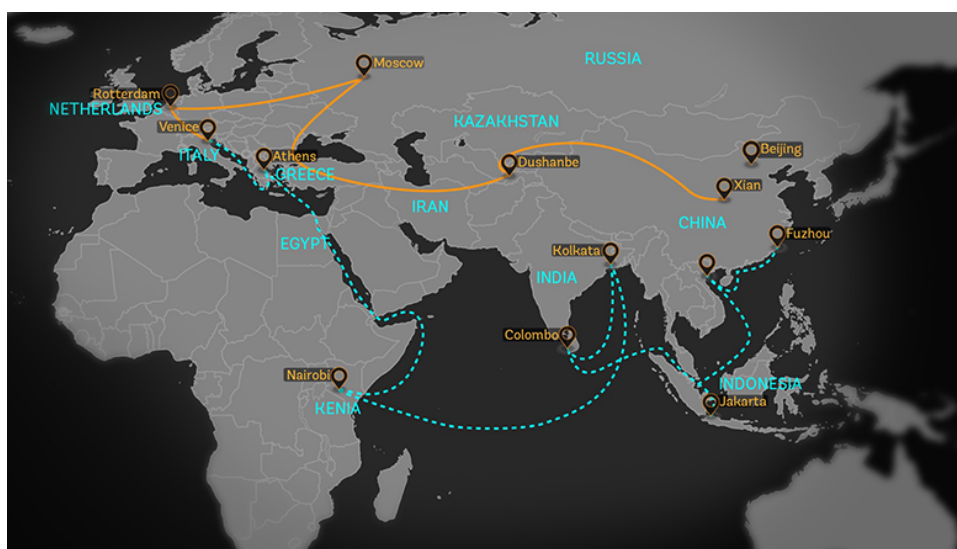 Moscow
RUSSIA
Rotterdam
NETHERLANDS
KAZAKHSTAN
Venice
ITALY
Athens
GREECE
Dushanbe
Beijing
Xian
IRAN
CHINA
Fuzhou
EGYPT
Kolkata
INDIA
Colombo
Nairobi
KENIA
INDONESIA
Jakarta